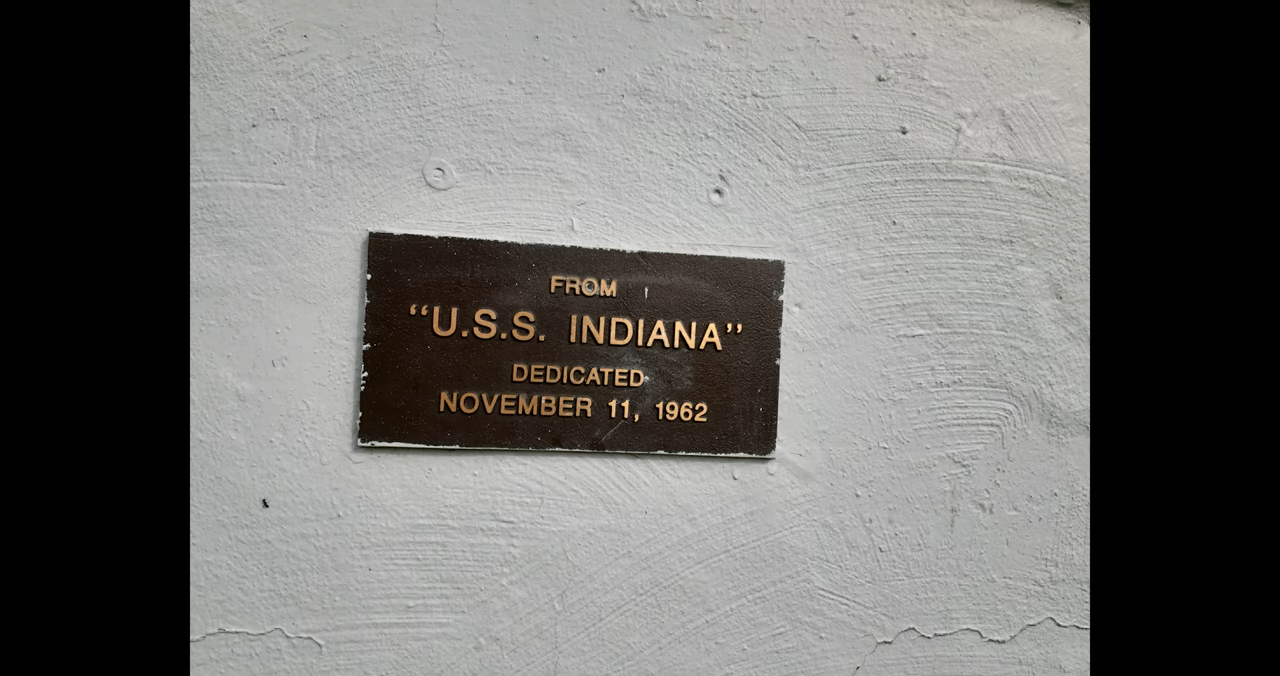 FROM
“U.S.S. INDIANA”
DEDICATED
NOVEMBER 11, 1962